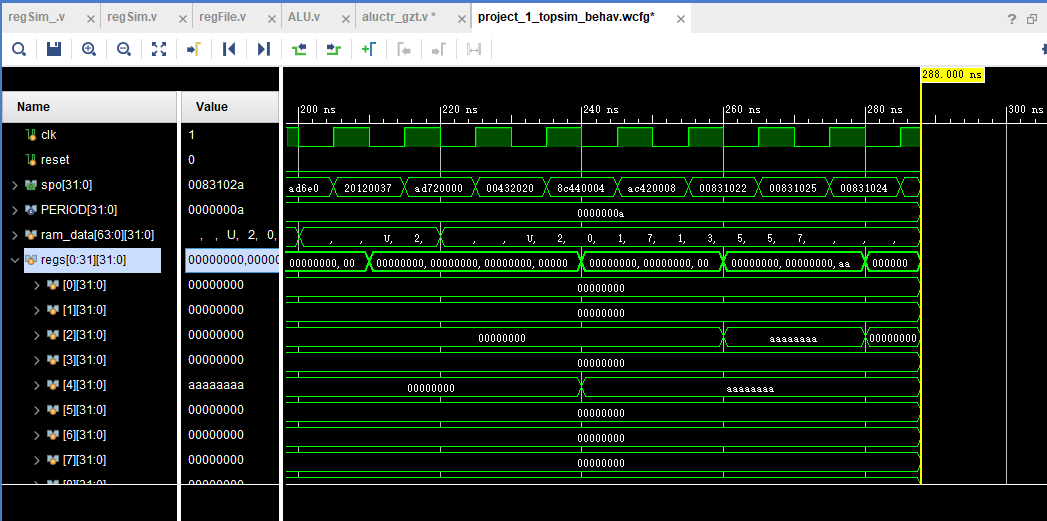 regSim_.v regSim.v regFile.v ALU.v aluctr_gzt.v * project_1_topsim_behav.wcfg*
288.000 ns
Name Value 200 ns 220 ns 240 ns 260 ns 280 ns 300 ns
clk 1
reset 0
spo[31:0] 0083102a ad6e0 20120037 ad720000 00432020 8c440004 ac420008 00831022 00831025 00831024
PERIOD[31:0] 0000000a 0000000a
ram_data[63:0][31:0] , , U, 2, 0, , , U, 2, , , U, 2, 0, 1, 7, 1, 3, 5, 5, 7, , , ,
regs[0:31][31:0] 00000000,00000 00000000,00 00000000,00000000,00000000,00000 00000000,00000000,00 00000000,00000000,aa 000000
[0][31:0] 00000000 00000000
[1][31:0] 00000000 00000000
[2][31:0] 00000000 00000000 aaaaaaaa 00000000
[3][31:0] 00000000 00000000
[4][31:0] aaaaaaaa 00000000 aaaaaaaa
[5][31:0] 00000000 00000000
[6][31:0] 00000000 00000000
[7][31:0] 00000000 00000000